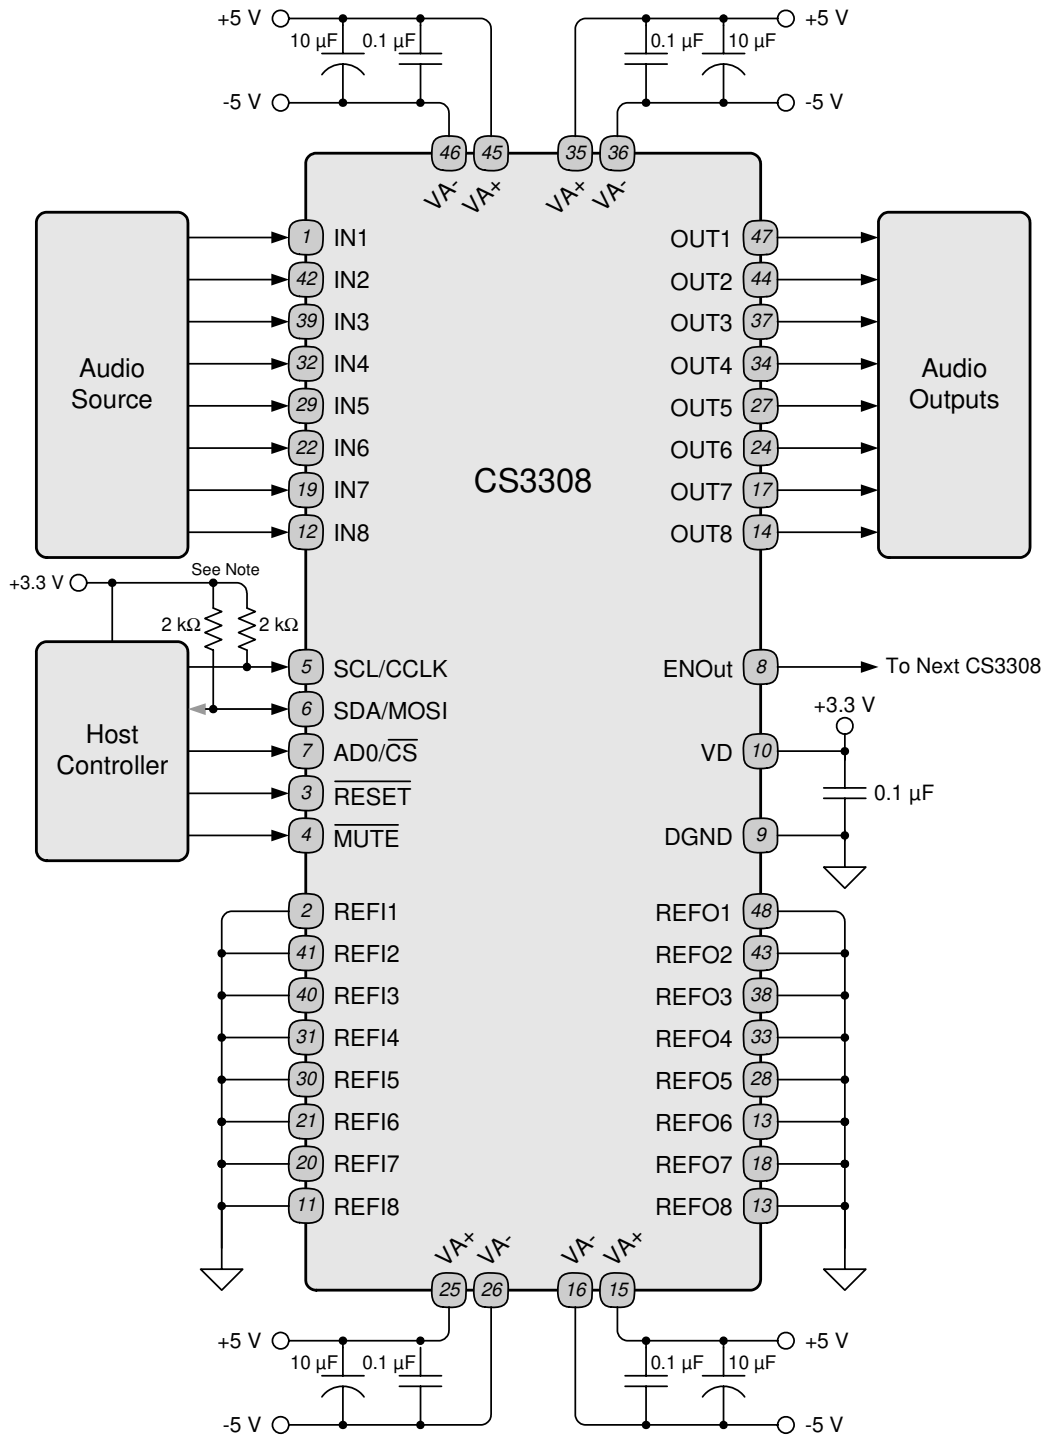 +5 V
10 µF
0.1 µF
-5 V
+5 V
0.1 µF
10 µF
-5 V
46
45
35
36
VA-
VA+
VA+
VA-
Audio
Source
1 IN1
42 IN2
39 IN3
32 IN4
29 IN5
22 IN6
19 IN7
12 IN8
CS3308
OUT1 47
OUT2 44
OUT3 37
OUT4 34
OUT5 27
OUT6 24
OUT7 17
OUT8 14
Audio
Outputs
+3.3 V
See Note
2 kΩ
2 kΩ
Host
Controller
5 SCL/CCLK
6 SDA/MOSI
7 AD0/CS
3 RESET
4 MUTE
ENOut 8
To Next CS3308
+3.3 V
VD 10
0.1 µF
DGND 9
2 REFI1
41 REFI2
40 REFI3
31 REFI4
30 REFI5
21 REFI6
20 REFI7
11 REFI8
REFO1 48
REFO2 43
REFO3 38
REFO4 33
REFO5 28
REFO6 13
REFO7 18
REFO8 13
VA+
VA-
VA-
VA+
25
26
16
15
+5 V
10 µF
0.1 µF
-5 V
+5 V
0.1 µF
10 µF
-5 V